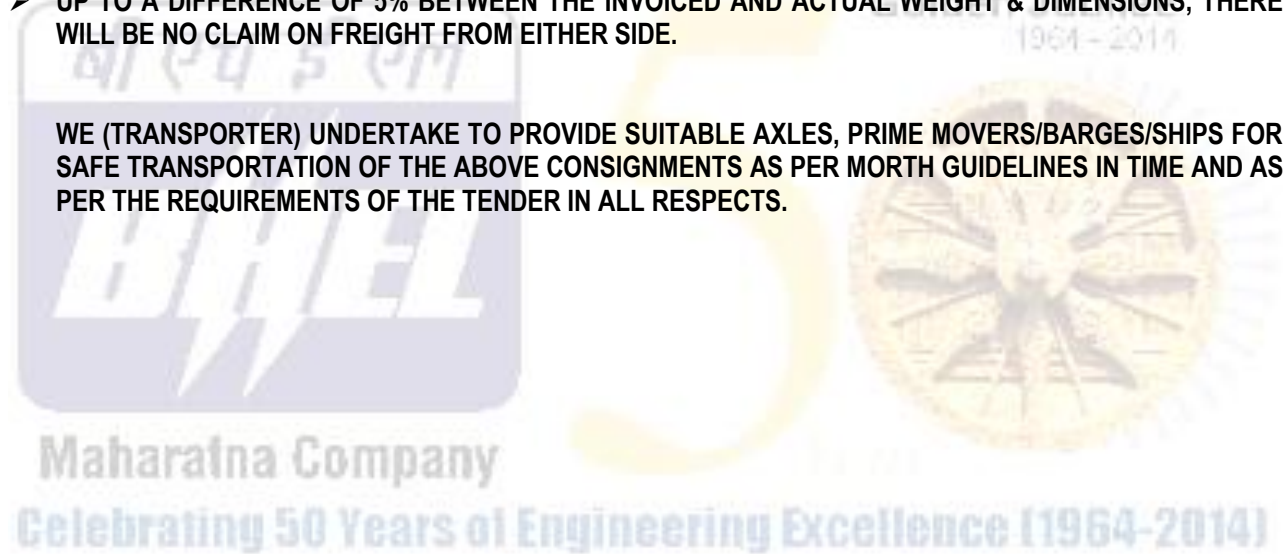 ➢ UP TO A DIFFERENCE OF 5% BETWEEN THE INVOICED AND ACTUAL WEIGHT & DIMENSIONS, THERE
WILL BE NO CLAIM ON FREIGHT FROM EITHER SIDE.
1964 - 2014
बी एच ई एल
WE (TRANSPORTER) UNDERTAKE TO PROVIDE SUITABLE AXLES, PRIME MOVERS/BARGES/SHIPS FOR
SAFE TRANSPORTATION OF THE ABOVE CONSIGNMENTS AS PER MORTH GUIDELINES IN TIME AND AS
PER THE REQUIREMENTS OF THE TENDER IN ALL RESPECTS.
BHEL
50
Maharatna Company
Celebrating 50 Years of Engineering Excellence (1964-2014)